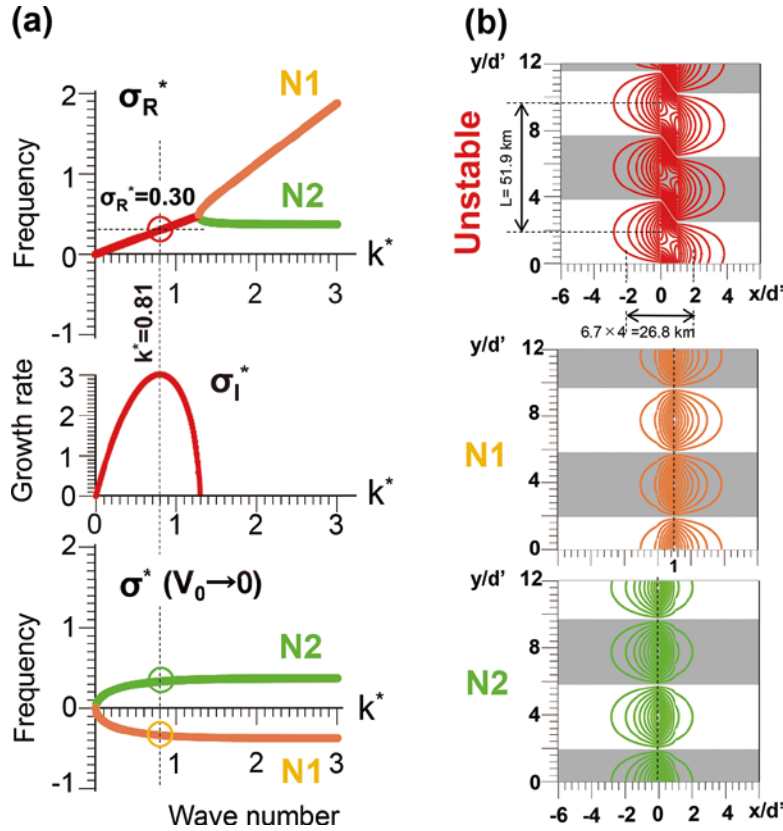 (a)
2
σR*
N1
σR*=0.30
N2
1
0
-1
Frequency
1
2
3
k*
k*=0.81
3
2
1
0
Growth rate
σI*
0
1
2
3
k*
2
σ* (V0→0)
1
N2
0
Frequency
k*
1
2
3
N1
-1
Wave number
(b)
y/d'
12
8
4
0
Unstable
L= 51.9 km
-6
-4
-2
0
2
4
x/d'
6.7×4 =26.8 km
y/d'
12
8
4
0
N1
1
y/d'
12
8
4
0
N2
-6
-4
-2
0
2
4
x/d'